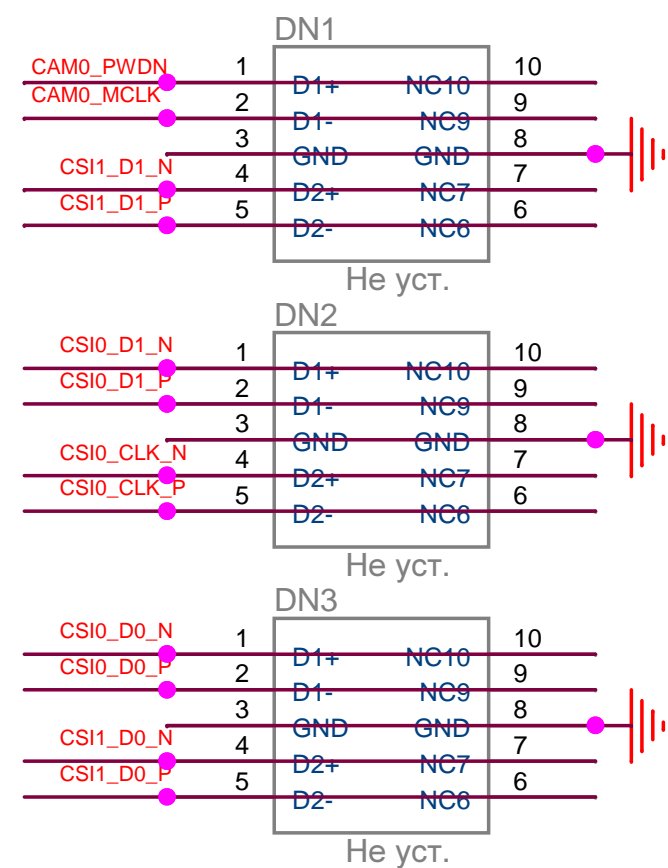 DN1
CAM0_PWDN 1 D1+ NC10 10
CAM0_MCLK 2 D1- NC9 9
3 GND GND 8
CSI1_D1_N 4 D2+ NC7 7
CSI1_D1_P 5 D2- NC6 6
Не уст.
DN2
CSI0_D1_N 1 D1+ NC10 10
CSI0_D1_P 2 D1- NC9 9
3 GND GND 8
CSI0_CLK_N 4 D2+ NC7 7
CSI0_CLK_P 5 D2- NC6 6
Не уст.
DN3
CSI0_D0_N 1 D1+ NC10 10
CSI0_D0_P 2 D1- NC9 9
3 GND GND 8
CSI1_D0_N 4 D2+ NC7 7
CSI1_D0_P 5 D2- NC6 6
Не уст.